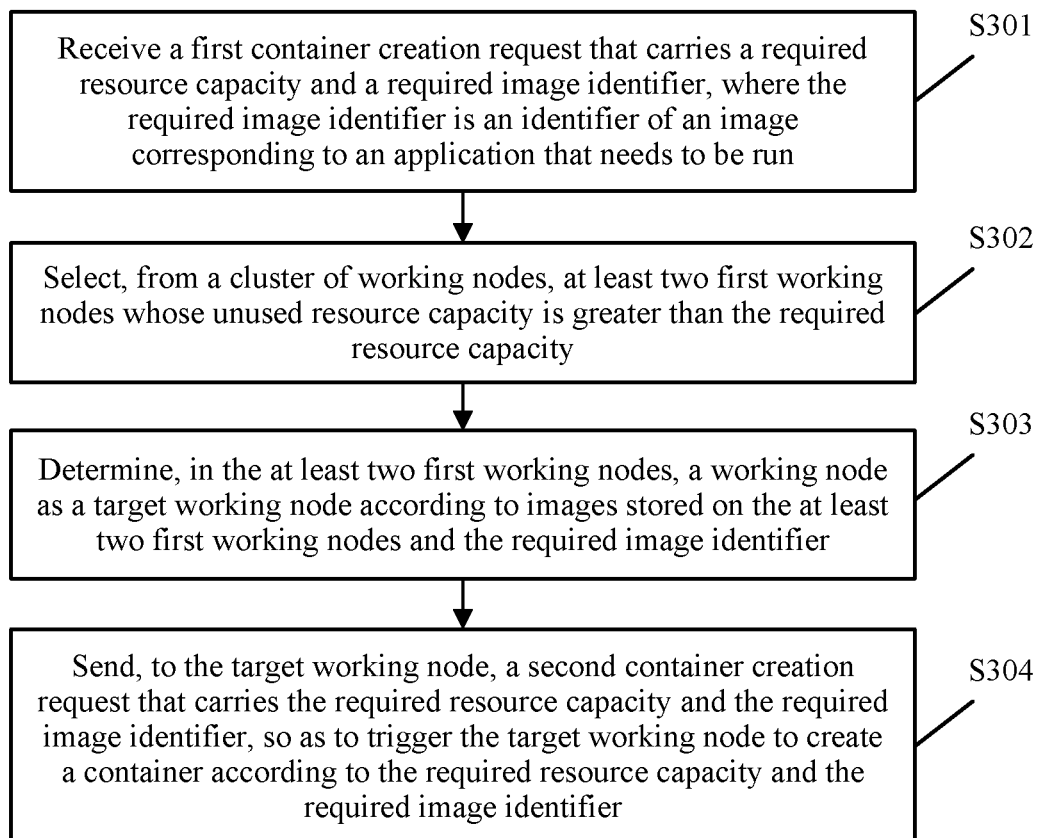 S301
Receive a first container creation request that carries a required
resource capacity and a required image identifier, where the
required image identifier is an identifier of an image
corresponding to an application that needs to be run
S302
Select, from a cluster of working nodes, at least two first working
nodes whose unused resource capacity is greater than the required
resource capacity
S303
Determine, in the at least two first working nodes, a working node
as a target working node according to images stored on the at least
two first working nodes and the required image identifier
S304
Send, to the target working node, a second container creation
request that carries the required resource capacity and the required
image identifier, so as to trigger the target working node to create
a container according to the required resource capacity and the
required image identifier